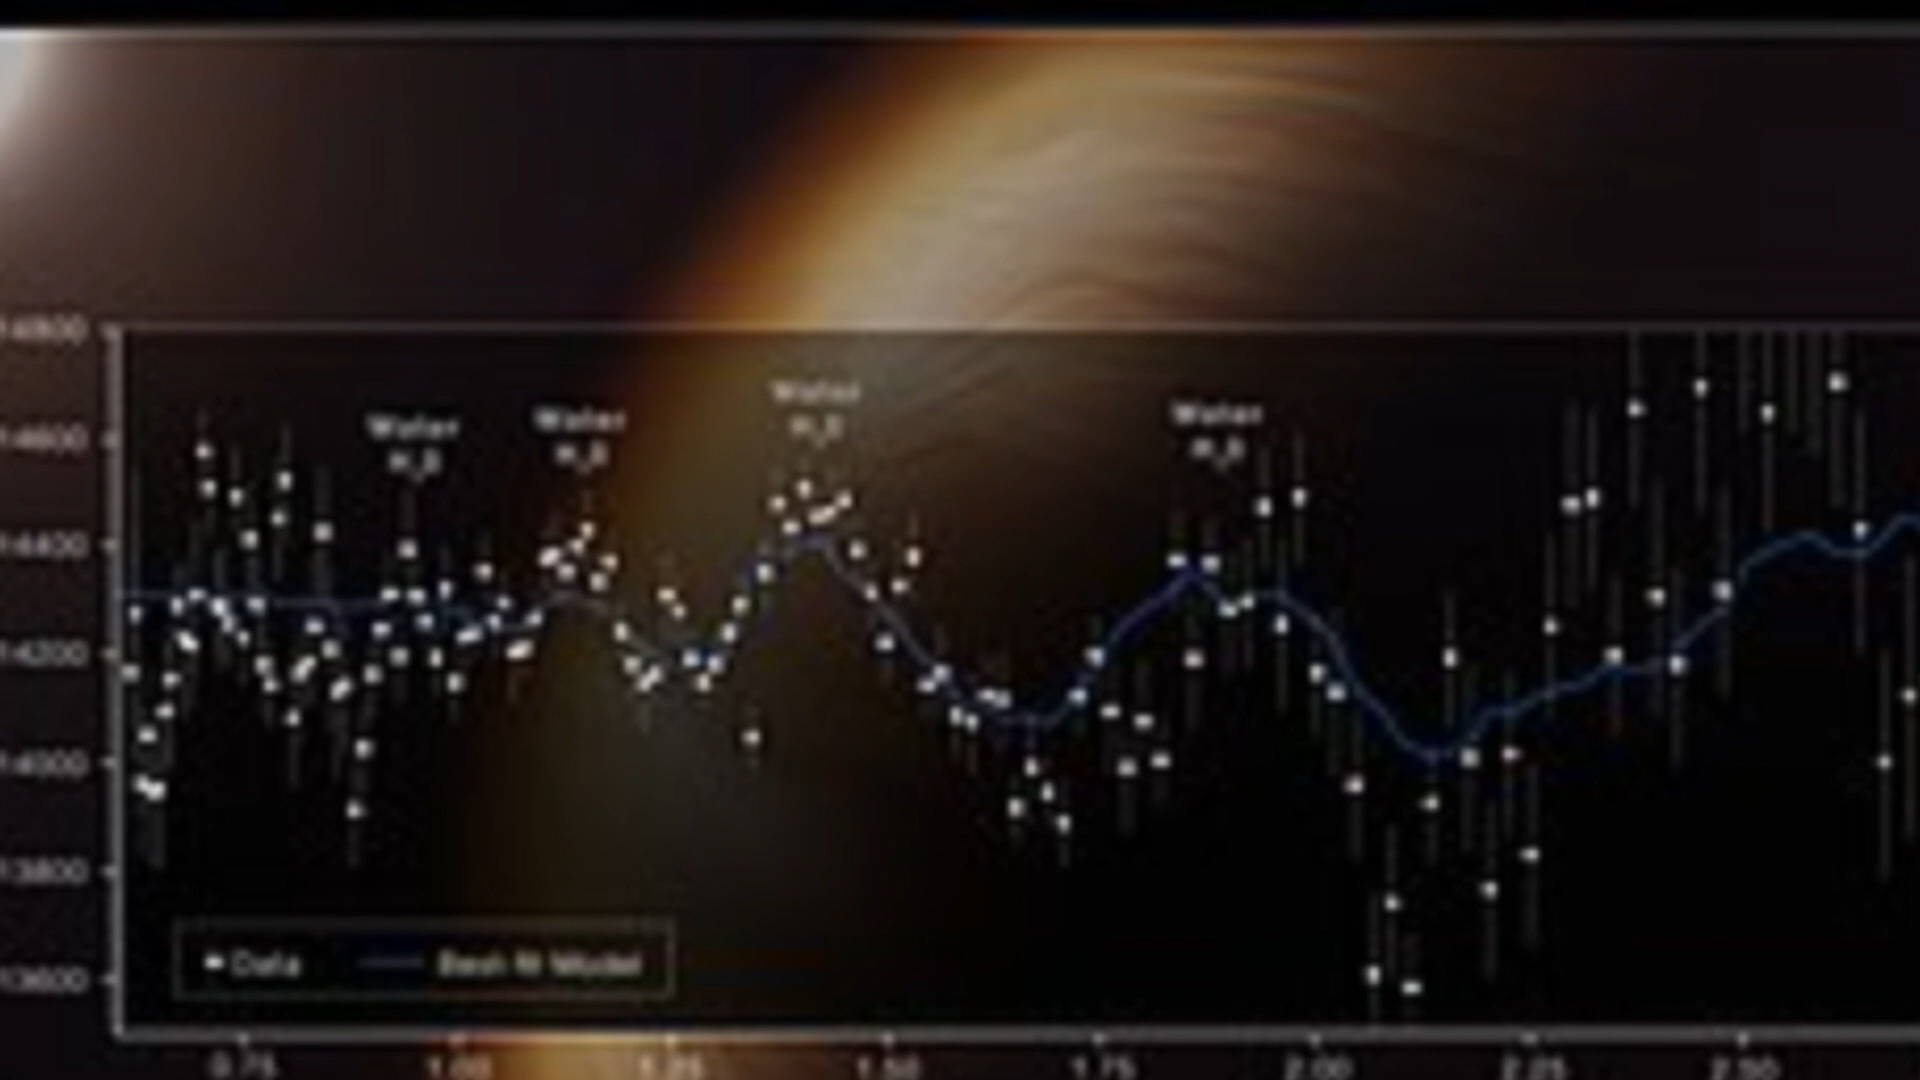 14800
Water
Water
Water
Water
H₂O
H₂O
H₂O
H₂O
14600
14400
14200
14000
13800
13600
Data
Best fit Model
0.75 1.00 1.25 1.50 1.75 2.00 2.25 2.50